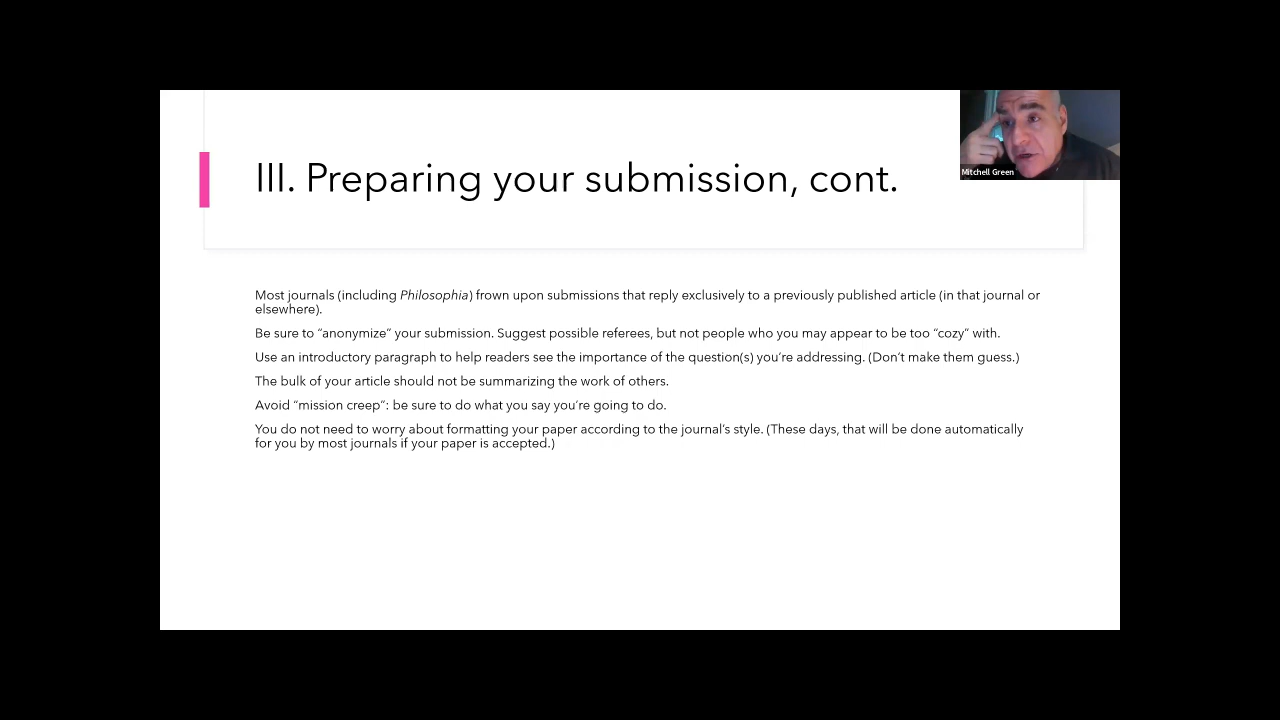 III. Preparing your submission, cont.
Mitchell Green
Most journals (including Philosophia) frown upon submissions that reply exclusively to a previously published article (in that journal or
elsewhere).
Be sure to “anonymize” your submission. Suggest possible referees, but not people who you may appear to be too “cozy” with.
Use an introductory paragraph to help readers see the importance of the question(s) you’re addressing. (Don’t make them guess.)
The bulk of your article should not be summarizing the work of others.
Avoid “mission creep”: be sure to do what you say you’re going to do.
You do not need to worry about formatting your paper according to the journal’s style. (These days, that will be done automatically
for you by most journals if your paper is accepted.)